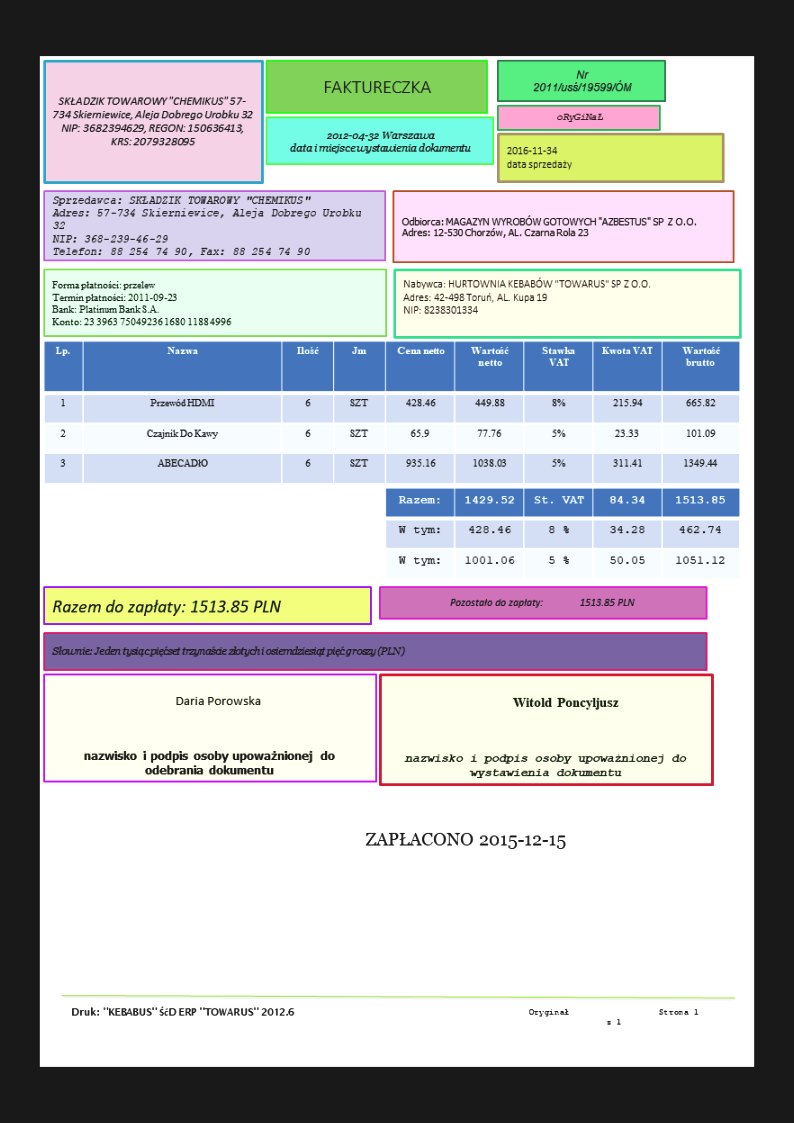 SKŁADZIK TOWAROWY "CHEMIKUS" 57-
734 Skierniewice, Aleja Dobrego Urobku 32
NIP: 3682394629, REGON: 150636413,
KRS: 2079328095
FAKTURECZKA
2012-04-32 Warszawa
data i miejsce wystawienia dokumentu
Nr
2011/usś/19599/ÓM
oRyGiNaŁ
2016-11-34
data sprzedaży
Sprzedawca: SKŁADZIK TOWAROWY "CHEMIKUS"
Adres: 57-734 Skierniewice, Aleja Dobrego Urobku
32
NIP: 368-239-46-29
Telefon: 88 254 74 90, Fax: 88 254 74 90
Odbiorca: MAGAZYN WYROBÓW GOTOWYCH "AZBESTUS" SP Z O.O.
Adres: 12-530 Chorzów, AL. Czarna Rola 23
Forma płatności: przelew
Termin płatności: 2011-09-23
Bank: Platinum Bank S.A.
Konto: 23 3963 7504 9236 1680 1188 4996
Nabywca: HURTOWNIA KEBABÓW "TOWARUS" SP Z O.O.
Adres: 42-498 Toruń, AL. Kupa 19
NIP: 8238301334
Lp. Nazwa Ilość Jm Cena netto Wartość netto Stawka VAT Kwota VAT Wartość brutto
1 Przewód HDMI 6 SZT 428.46 449.88 8% 215.94 665.82
2 Czajnik Do Kawy 6 SZT 65.9 77.76 5% 23.33 101.09
3 ABECADŁO 6 SZT 935.16 1038.03 5% 311.41 1349.44
Razem: 1429.52 St. VAT 84.34 1513.85
W tym: 428.46 8 % 34.28 462.74
W tym: 1001.06 5 % 50.05 1051.12
Razem do zapłaty: 1513.85 PLN
Pozostało do zapłaty: 1513.85 PLN
Słownie: Jeden tysiąc pięćset trzynaście złotych i osiemdziesiąt pięć groszy (PLN)
Daria Porowska
nazwisko i podpis osoby upoważnionej do
odebrania dokumentu
Witold Poncyljusz
nazwisko i podpis osoby upoważnionej do
wystawienia dokumentu
ZAPŁACONO 2015-12-15
Druk: "KEBABUS" ŚĆD ERP "TOWARUS" 2012.6
Oryginał Strona 1
z 1